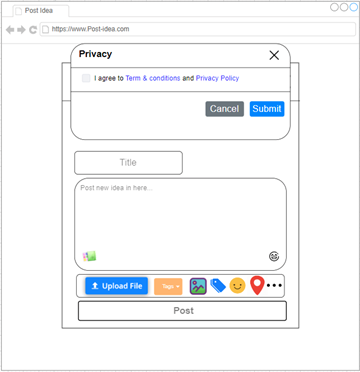 Post Idea
https://www.Post-idea.com
Privacy
I agree to Term & conditions and Privacy Policy
Cancel Submit
Title
Post new idea in here...
Upload File Tags
Post